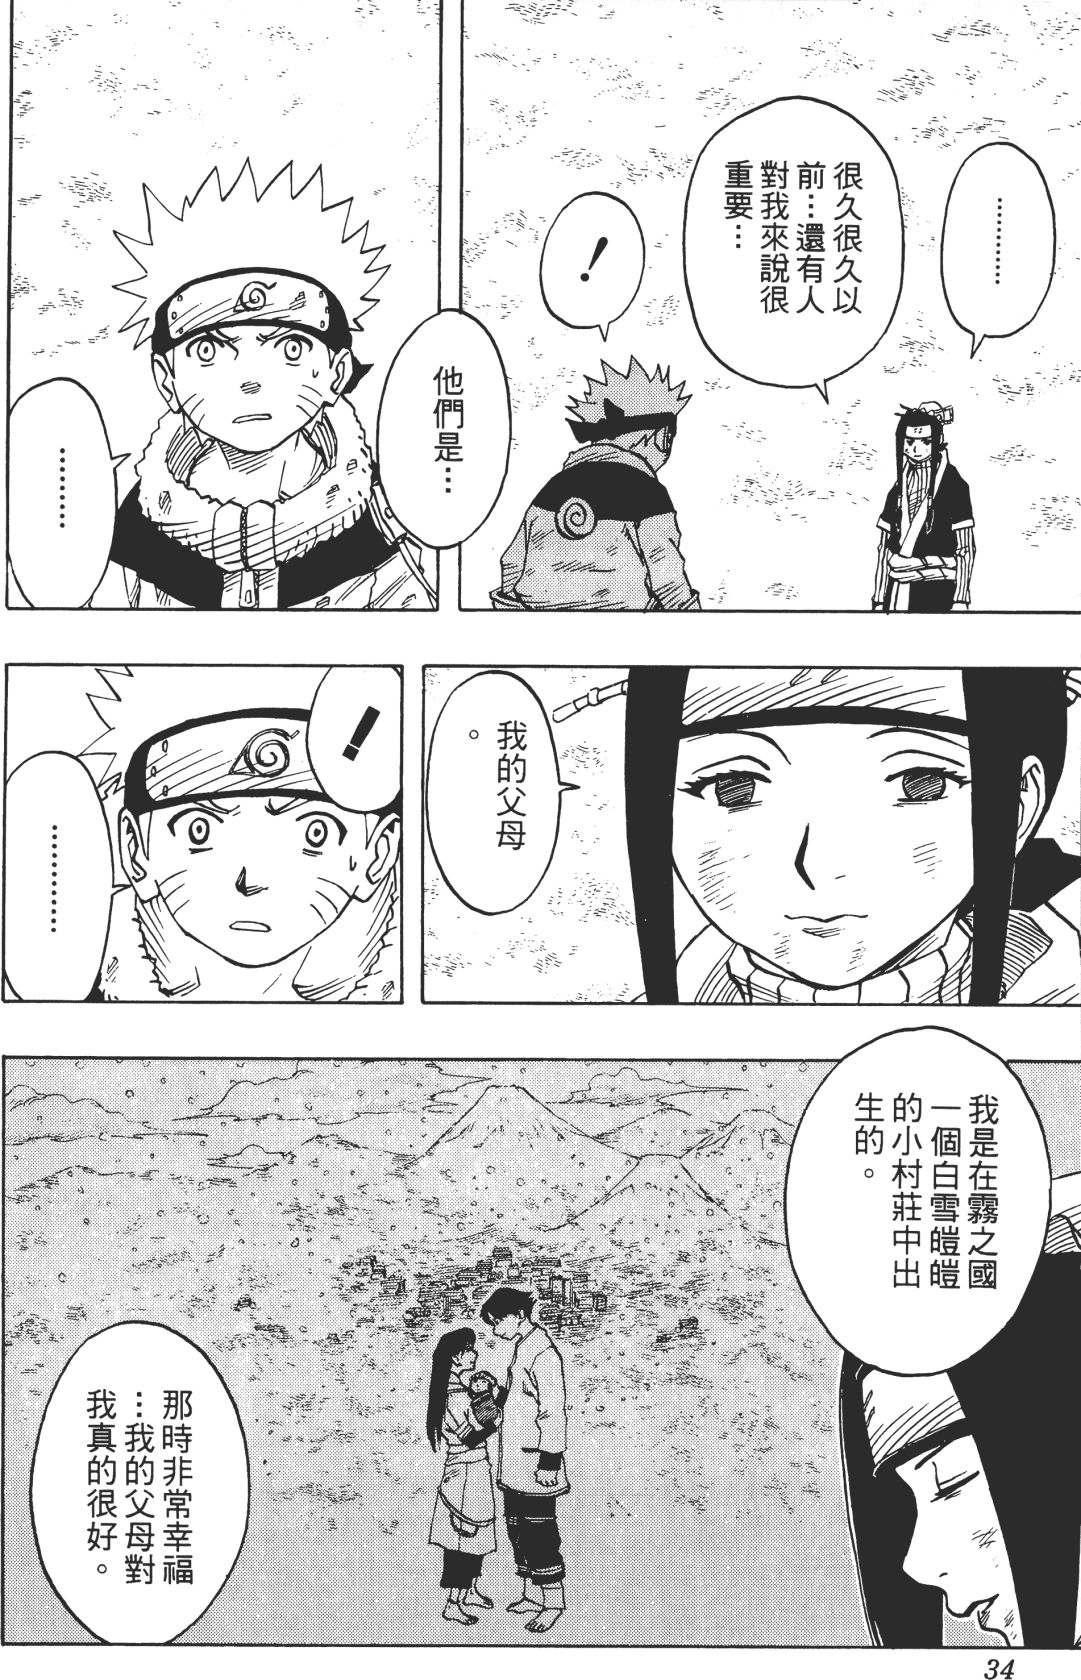 ………
很久很久以
前…還有人
對我來說很
重要…
！
他們是…
………
我的父母
。
！
………
我是在霧之國
一個白雪皚皚
的小村莊中出
生的。
那時非常幸福
…我的父母對
我真的很好。
34